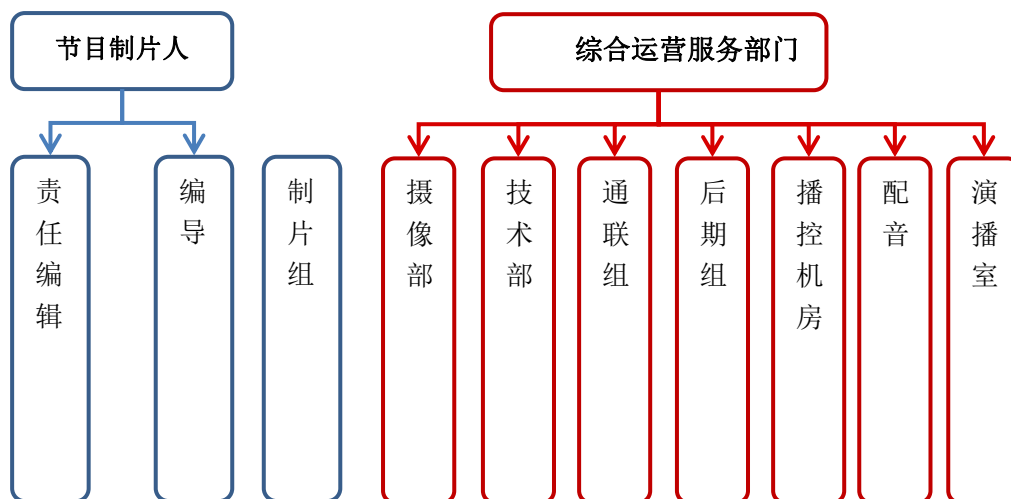 节目制片人
综合运营服务部门
责任编辑
编导
制片组
摄像部
技术部
通联组
后期组
播控机房
配音
演播室